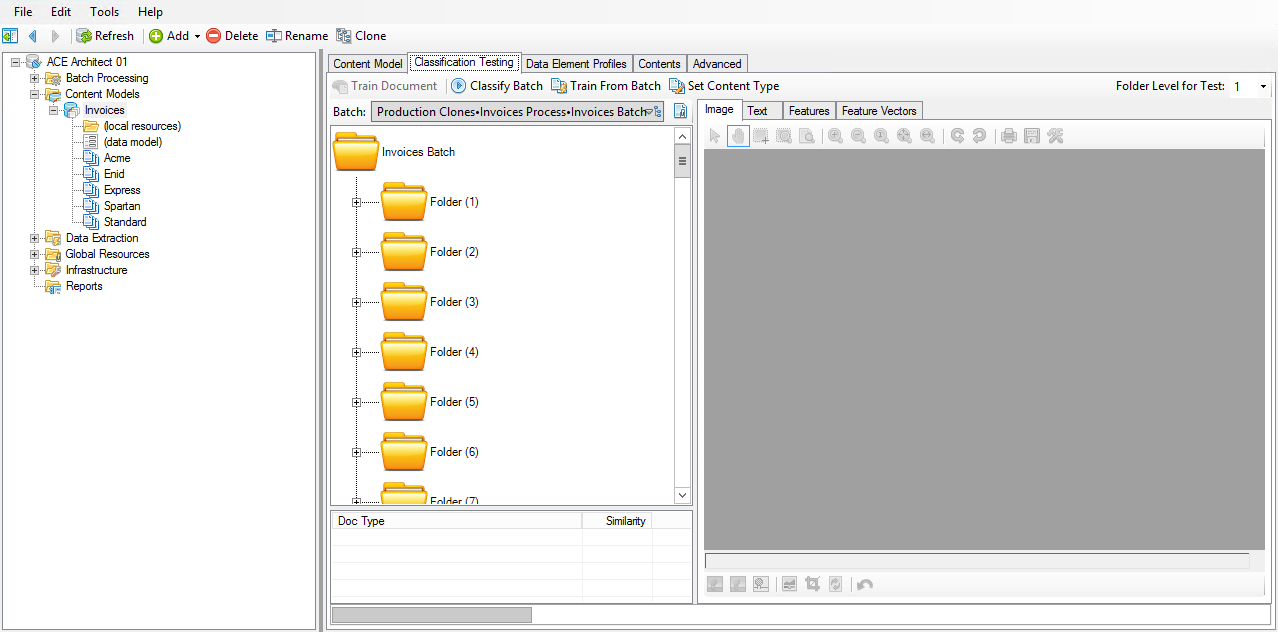 File Edit Tools Help
Refresh Add Delete Rename Clone
ACE Architect 01
Batch Processing
Content Models
Invoices
(local resources)
(data model)
Acme
Enid
Express
Spartan
Standard
Data Extraction
Global Resources
Infrastructure
Reports
Content Model Classification Testing Data Element Profiles Contents Advanced
Train Document Classify Batch Train From Batch Set Content Type Folder Level for Test: 1
Batch: Production Clones•Invoices Process•Invoices Batch
Invoices Batch
Folder (1)
Folder (2)
Folder (3)
Folder (4)
Folder (5)
Folder (6)
Folder (7)
Doc Type Similarity
Image Text Features Feature Vectors